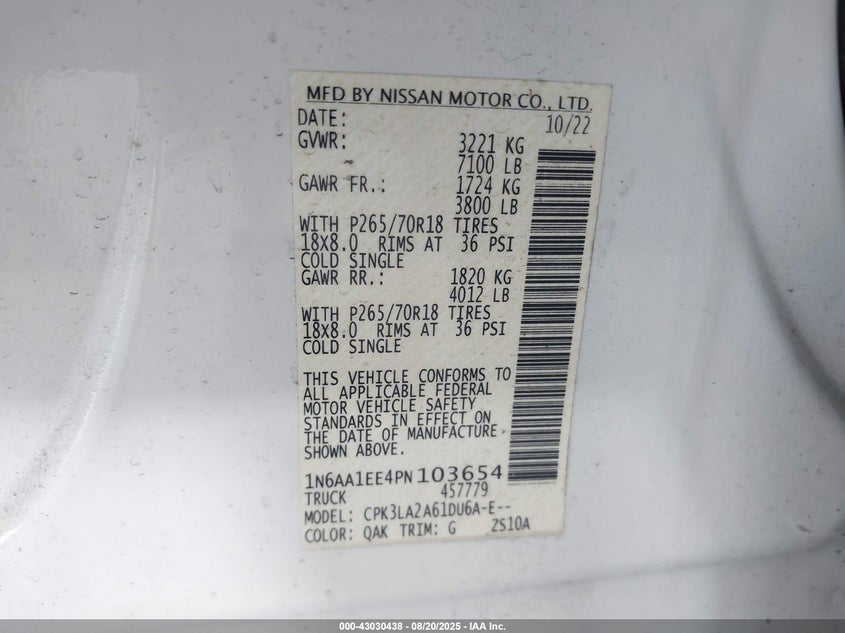 MFD BY NISSAN MOTOR CO., LTD.
DATE: 10/22
GVWR: 3221 KG
7100 LB
GAWR FR.: 1724 KG
3800 LB
WITH P265/70R18 TIRES
18X8.0 RIMS AT 36 PSI
COLD SINGLE
GAWR RR.: 1820 KG
4012 LB
WITH P265/70R18 TIRES
18X8.0 RIMS AT 36 PSI
COLD SINGLE
THIS VEHICLE CONFORMS TO
ALL APPLICABLE FEDERAL
MOTOR VEHICLE SAFETY
STANDARDS IN EFFECT ON
THE DATE OF MANUFACTURE
SHOWN ABOVE.
1N6AA1EE4PN103654
TRUCK 457779
MODEL: CPK3LA2A61DU6A-E--
COLOR: QAK TRIM: G ZS10A
000-43030438 - 08/20/2025 - IAA Inc.